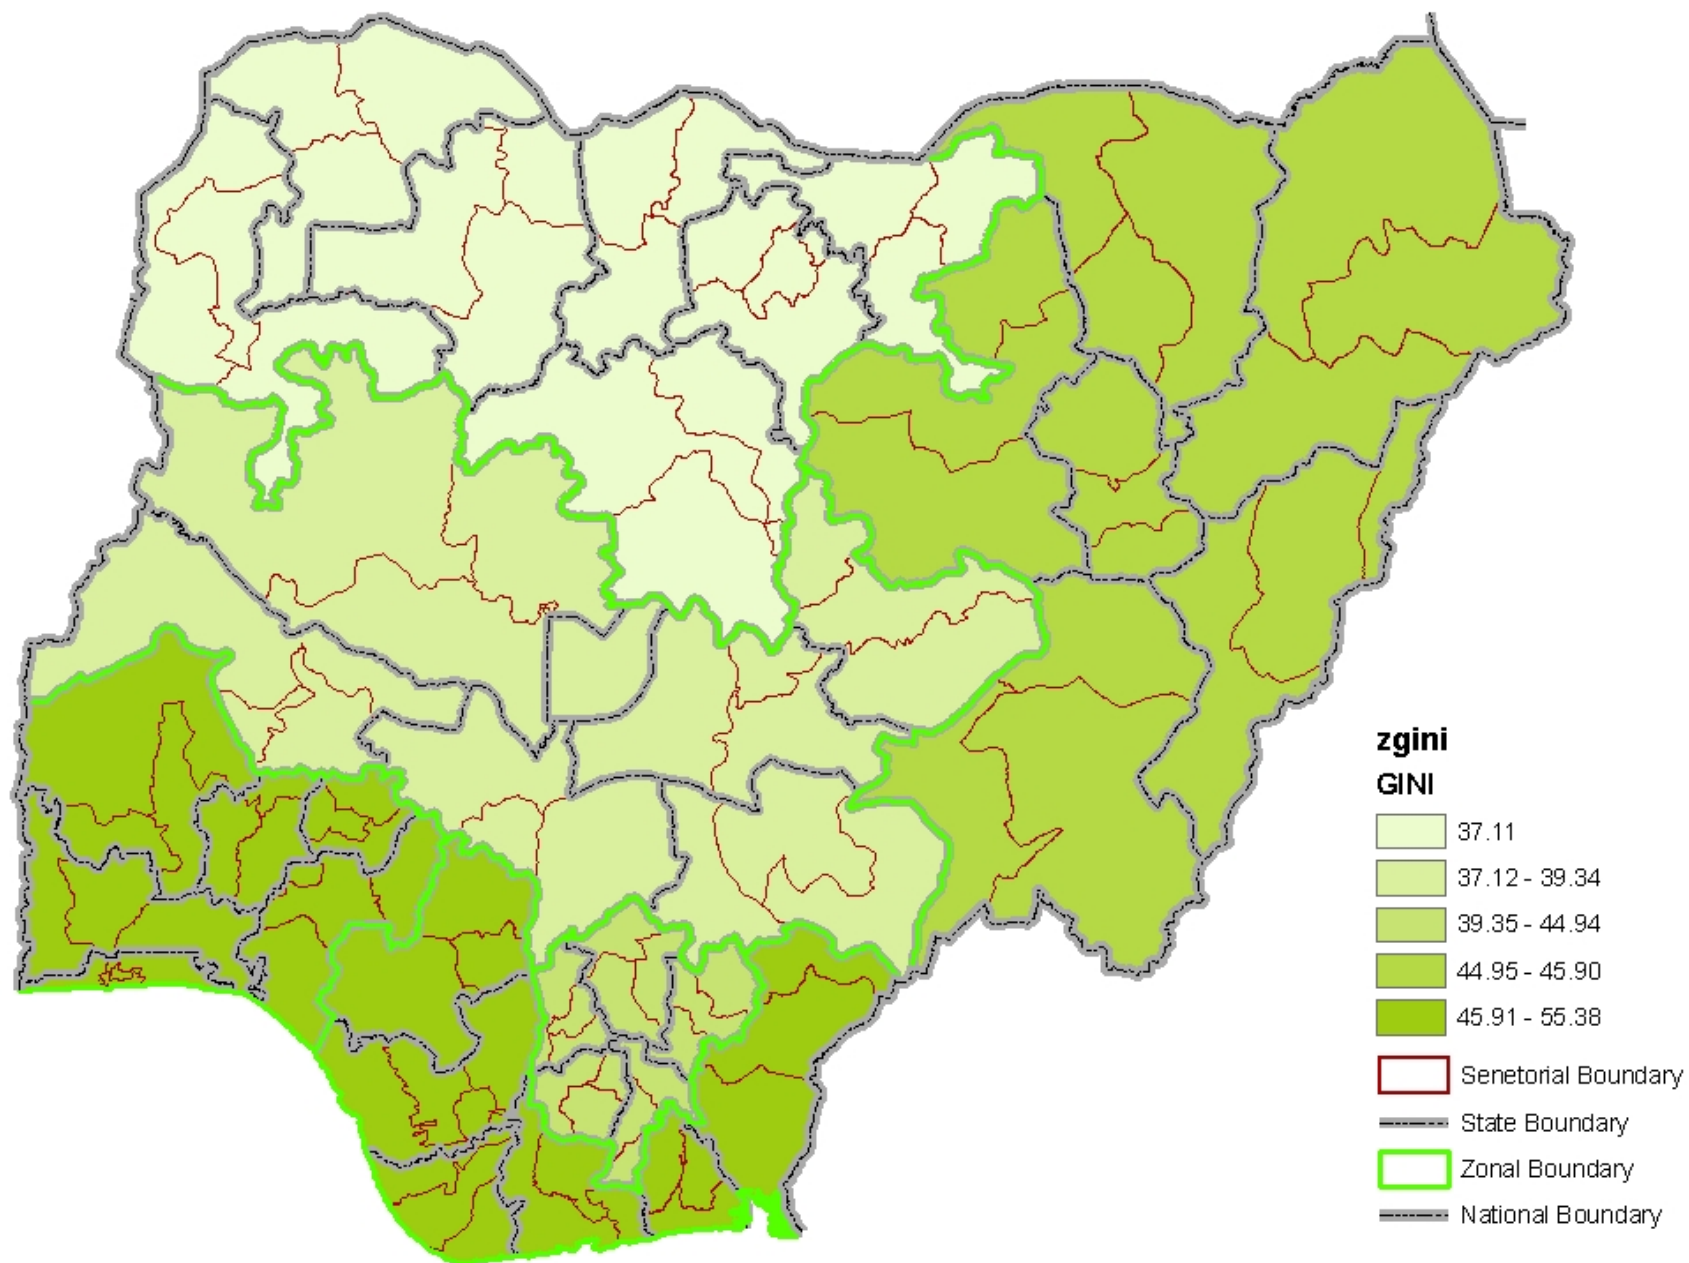 zgini
GINI
37.11
37.12 - 39.34
39.35 - 44.94
44.95 - 45.90
45.91 - 55.38
Senetorial Boundary
State Boundary
Zonal Boundary
National Boundary